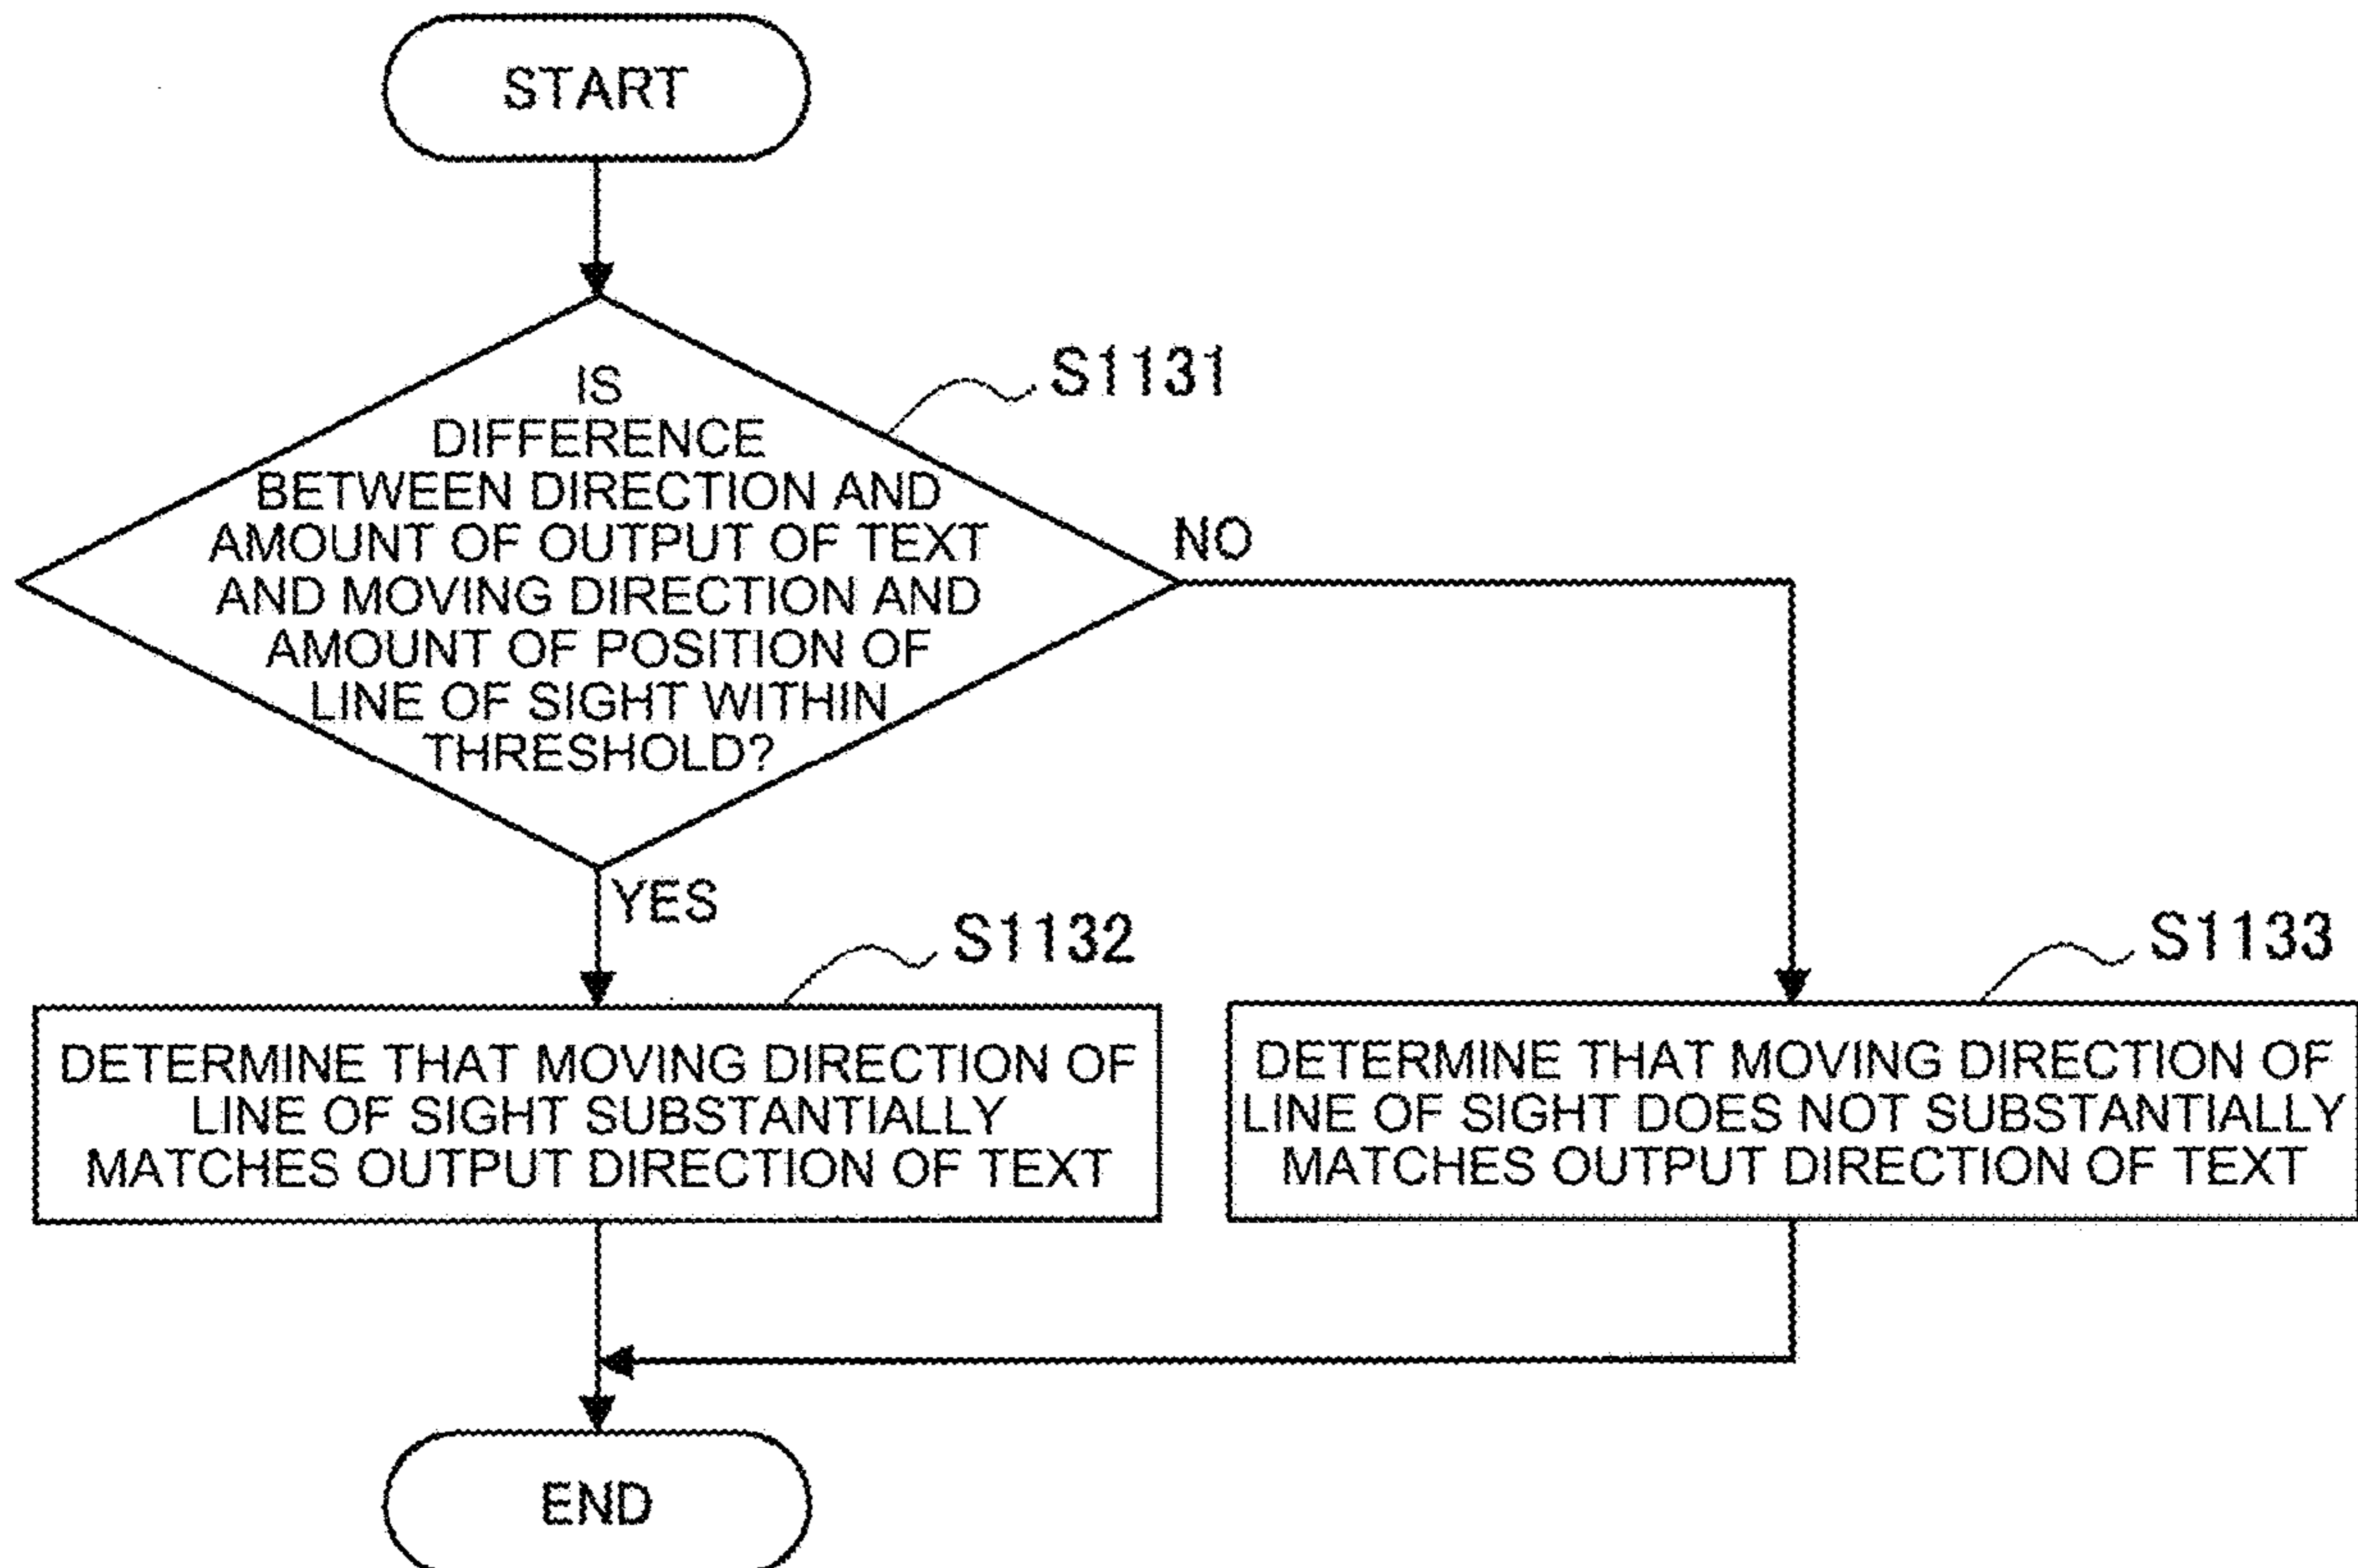 START
IS
DIFFERENCE
BETWEEN DIRECTION AND
AMOUNT OF OUTPUT OF TEXT
AND MOVING DIRECTION AND
AMOUNT OF POSITION OF
LINE OF SIGHT WITHIN
THRESHOLD?
S1131
NO
YES
S1132
DETERMINE THAT MOVING DIRECTION OF
LINE OF SIGHT SUBSTANTIALLY
MATCHES OUTPUT DIRECTION OF TEXT
S1133
DETERMINE THAT MOVING DIRECTION OF
LINE OF SIGHT DOES NOT SUBSTANTIALLY
MATCHES OUTPUT DIRECTION OF TEXT
END